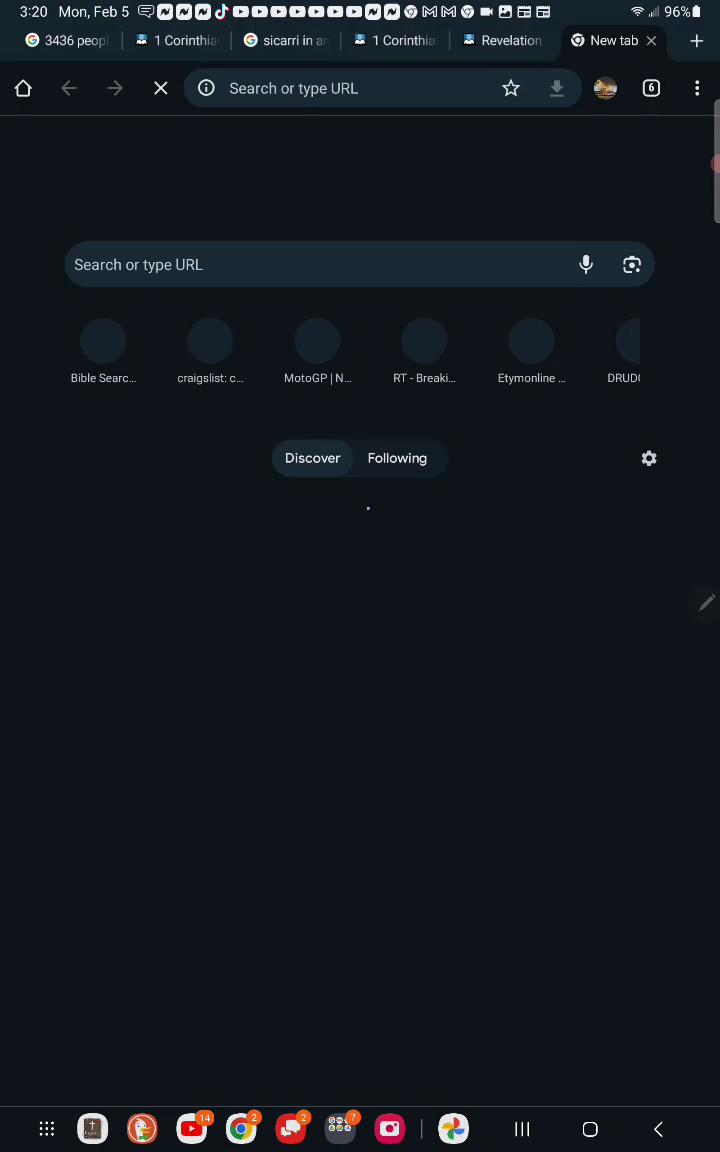 3:20 Mon, Feb 5 96%
3436 peopl 1 Corinthia sicarri in ar 1 Corinthia Revelation New tab
Search or type URL 6
Search or type URL
Bible Searc... craigslist: c... MotoGP | N... RT - Breaki... Etymonline ... DRUDG
Discover Following
14 2 2 7